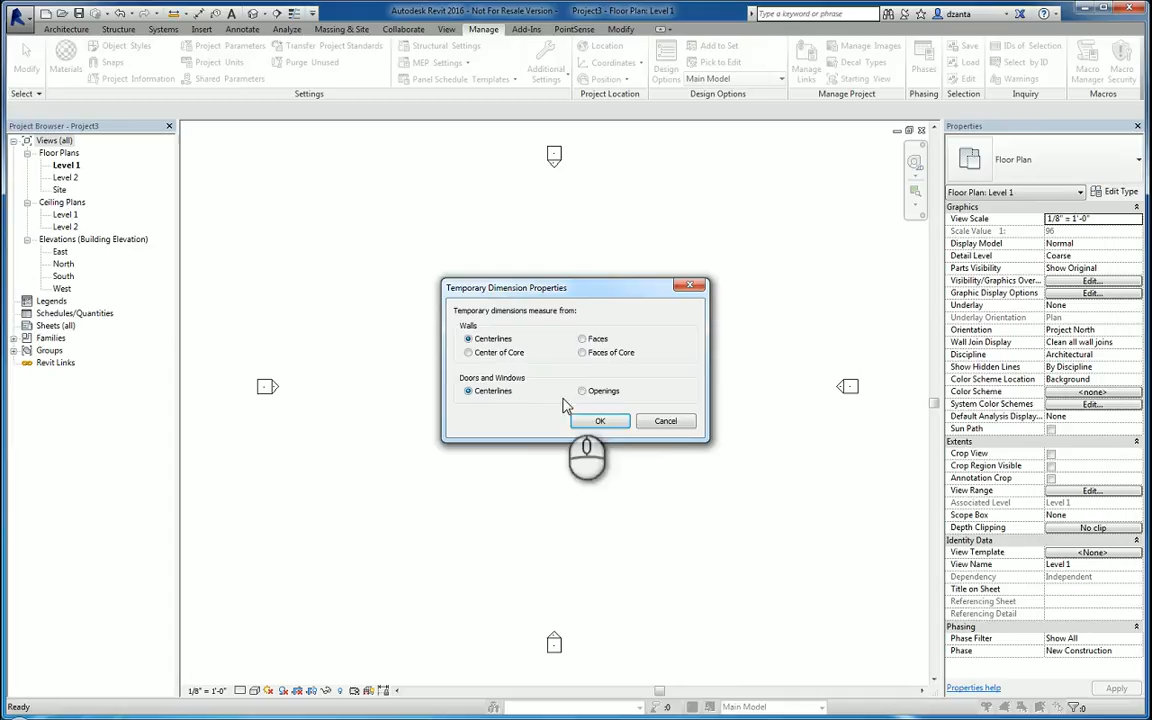 Autodesk Revit 2016 - Not For Resale Version -    Project3 - Floor Plan: Level 1
Type a keyword or phrase
dzanta
Architecture Structure Systems Insert Annotate Analyze Massing & Site Collaborate View Manage Add-Ins PointSense Modify
Modify
Select
Materials
Object Styles
Snaps
Project Information
Project Parameters
Project Units
Shared Parameters
Transfer Project Standards
Purge Unused
Settings
Structural Settings
MEP Settings
Panel Schedule Templates
Additional Settings
Location
Coordinates
Position
Project Location
Design Options
Add to Set
Pick to Edit
Main Model
Design Options
Manage Links
Manage Images
Decal Types
Starting View
Manage Project
Phases
Phasing
Save
Load
Edit
Selection
IDs of Selection
Select by ID
Warnings
Inquiry
Macro Manager
Macro Security
Macros
Project Browser - Project3
Views (all)
Floor Plans
Level 1
Level 2
Site
Ceiling Plans
Level 1
Level 2
Elevations (Building Elevation)
East
North
South
West
Legends
Schedules/Quantities
Sheets (all)
Families
Groups
Revit Links
Temporary Dimension Properties
Temporary dimensions measure from:
Walls
Centerlines Faces
Center of Core Faces of Core
Doors and Windows
Centerlines Openings
OK Cancel
Properties
Floor Plan
Floor Plan: Level 1 Edit Type
Graphics
View Scale 1/8" = 1'-0"
Scale Value 1: 96
Display Model Normal
Detail Level Coarse
Parts Visibility Show Original
Visibility/Graphics Over... Edit...
Graphic Display Options Edit...
Underlay None
Underlay Orientation Plan
Orientation Project North
Wall Join Display Clean all wall joins
Discipline Architectural
Show Hidden Lines By Discipline
Color Scheme Location Background
Color Scheme <none>
System Color Schemes Edit...
Default Analysis Display... None
Sun Path
Extents
Crop View
Crop Region Visible
Annotation Crop
View Range Edit...
Associated Level Level 1
Scope Box None
Depth Clipping No clip
Identity Data
View Template <None>
View Name Level 1
Dependency Independent
Title on Sheet
Referencing Sheet
Referencing Detail
Phasing
Phase Filter Show All
Phase New Construction
Properties help Apply
1/8" = 1'-0"
Ready
:0
Main Model
:0